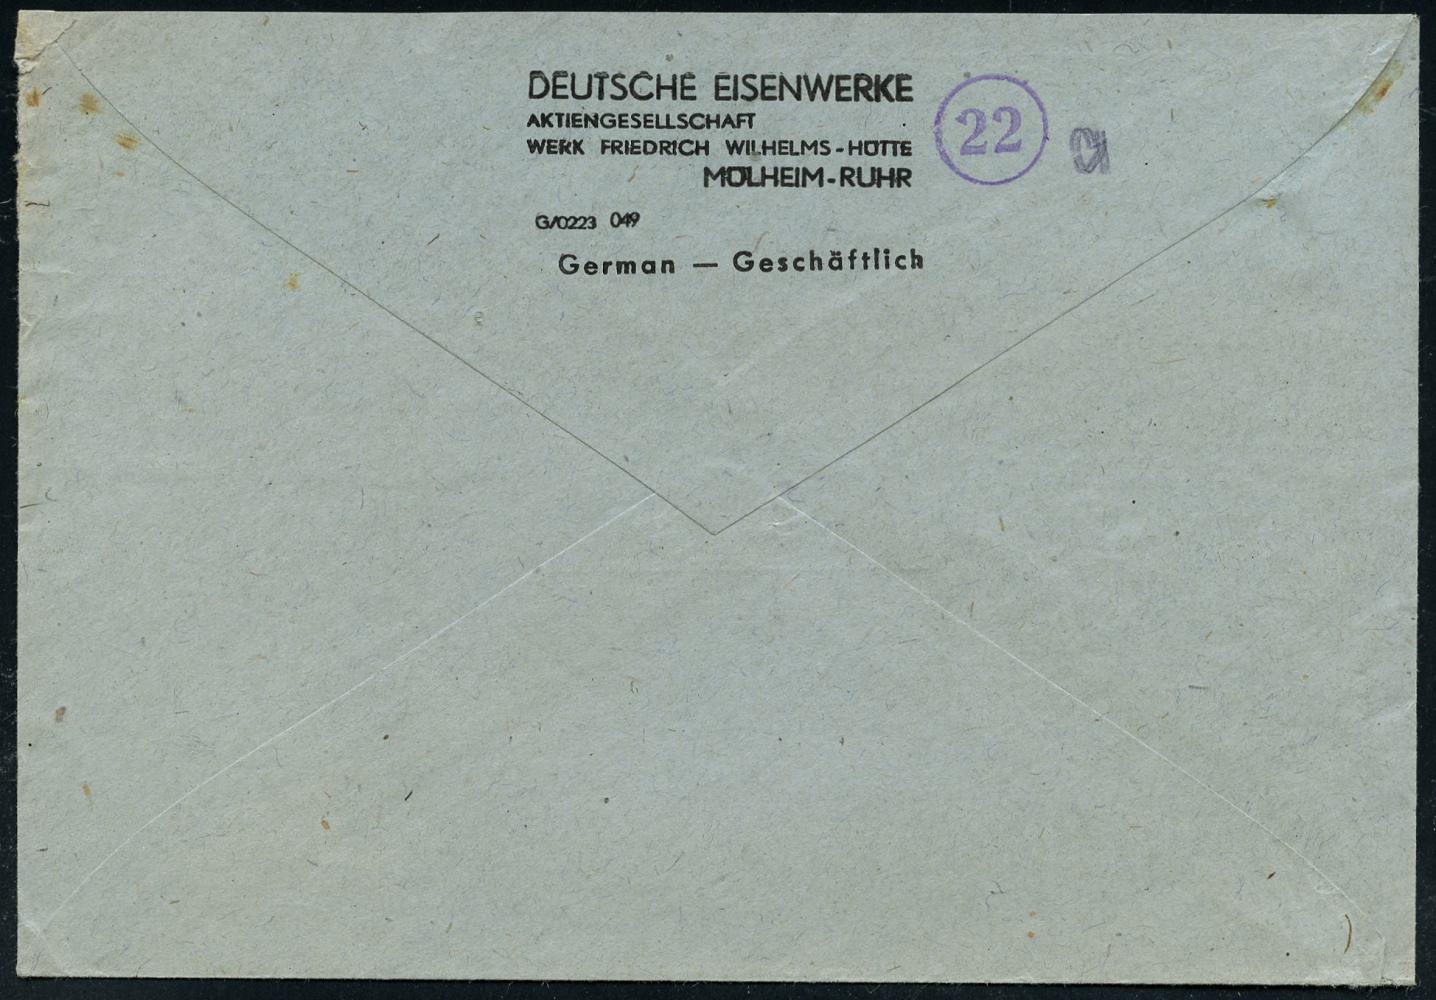 DEUTSCHE EISENWERKE
AKTIENGESELLSCHAFT
WERK FRIEDRICH WILHELMS-HÜTTE
MÜLHEIM-RUHR
22
G/0223 049
German — Geschäftlich